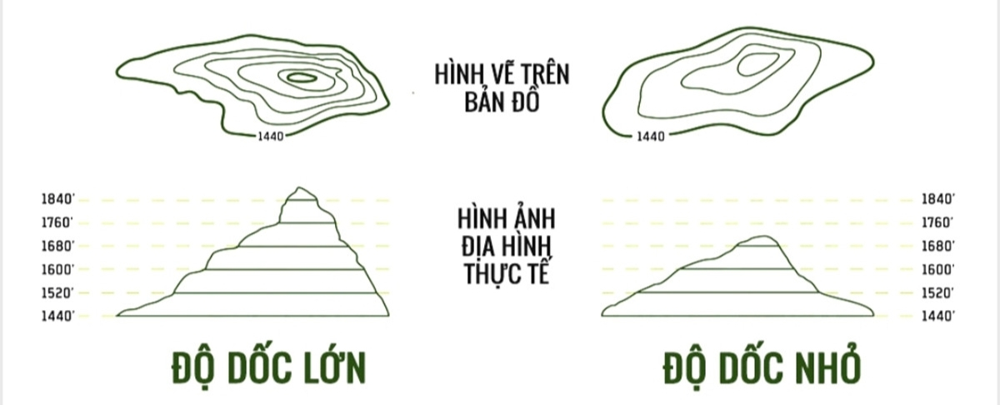 HÌNH VẼ TRÊN
BẢN ĐỒ
1440
1440
1840'
1760'
1680'
1600'
1520'
1440'
HÌNH ẢNH
ĐỊA HÌNH
THỰC TẾ
1840'
1760'
1680'
1600'
1520'
1440'
ĐỘ DỐC LỚN
ĐỘ DỐC NHỎ